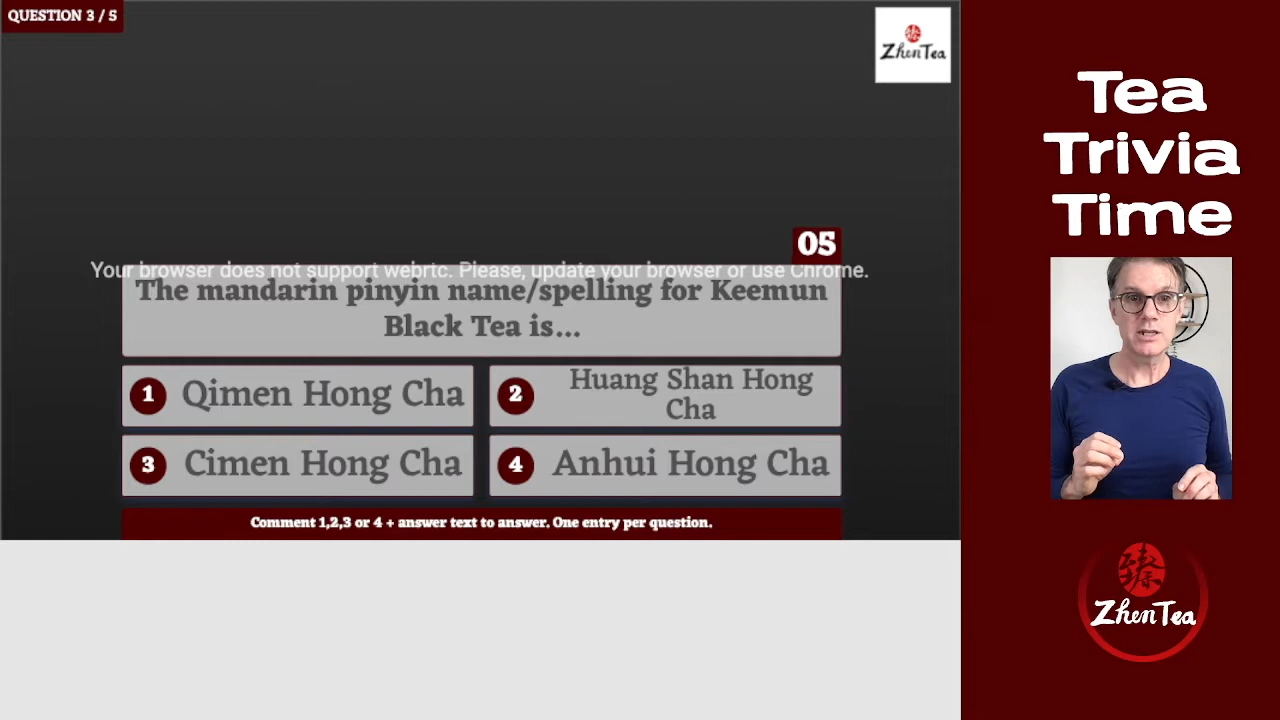 QUESTION 3 / 5
臻
ZhenTea
05
Your browser does not support webrtc. Please, update your browser or use Chrome.
The mandarin pinyin name/spelling for Keemun
Black Tea is...
1 Qimen Hong Cha
2 Huang Shan Hong
Cha
3 Cimen Hong Cha
4 Anhui Hong Cha
Comment 1,2,3 or 4 + answer text to answer. One entry per question.
Tea
Trivia
Time
臻
ZhenTea